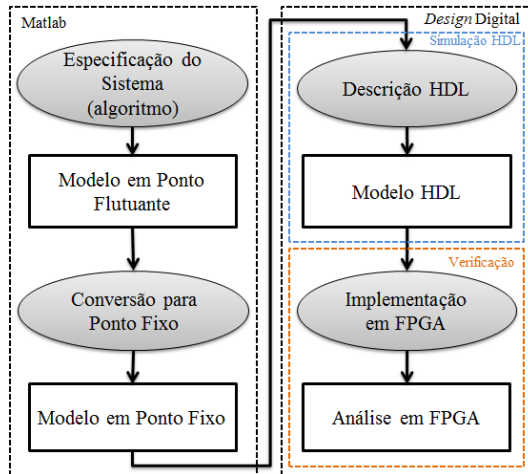 Matlab
Especificação do
Sistema
(algoritmo)
Modelo em Ponto
Flutuante
Conversão para
Ponto Fixo
Modelo em Ponto Fixo
Design Digital
Simulação HDL
Descrição HDL
Modelo HDL
Verificação
Implementação
em FPGA
Análise em FPGA